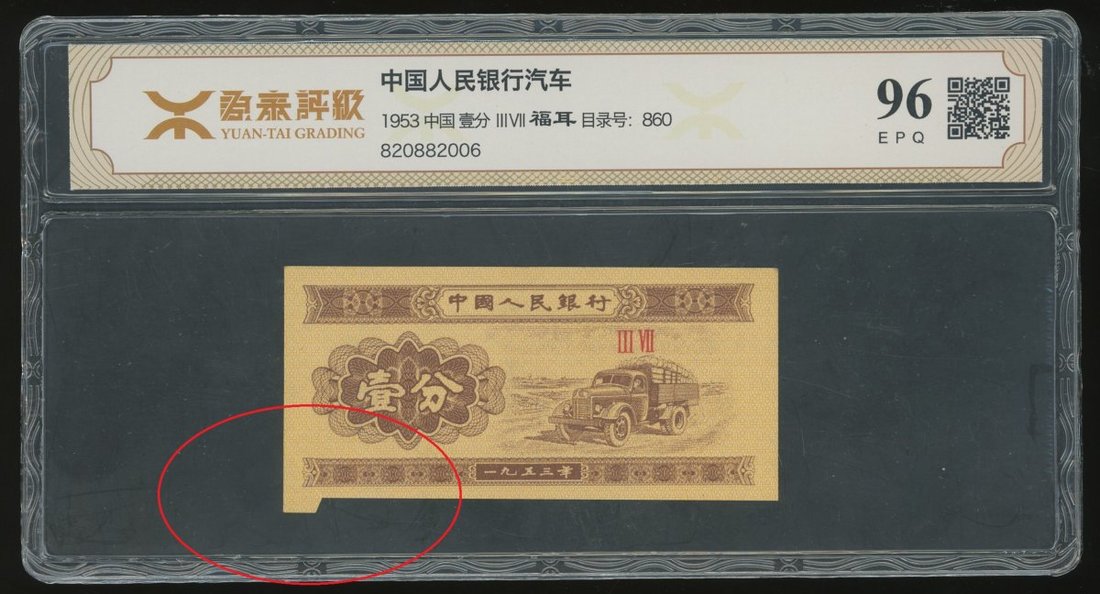 源泰評級
YUAN-TAI GRADING
中国人民银行汽车
1953 中国 壹分 III VII 福耳 目录号：860
820882006
96
EPQ
中國人民銀行
III VII
壹分
一九五三年